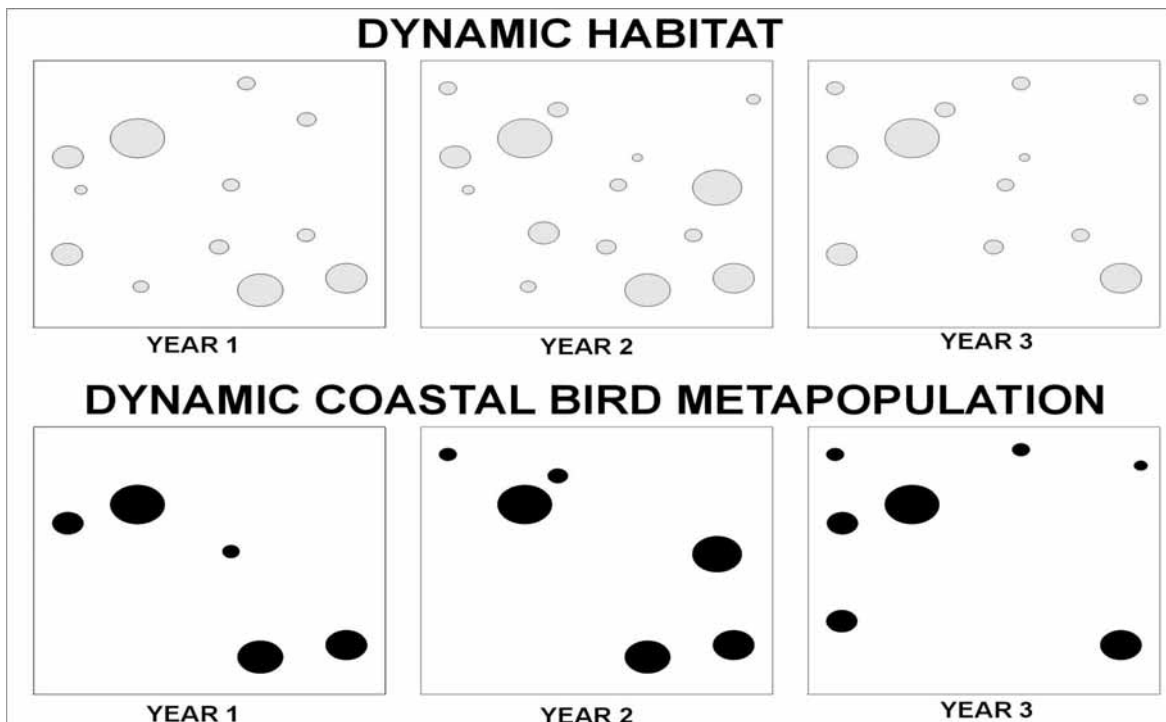 DYNAMIC HABITAT
YEAR 1
YEAR 2
YEAR 3
DYNAMIC COASTAL BIRD METAPOPULATION
YEAR 1
YEAR 2
YEAR 3